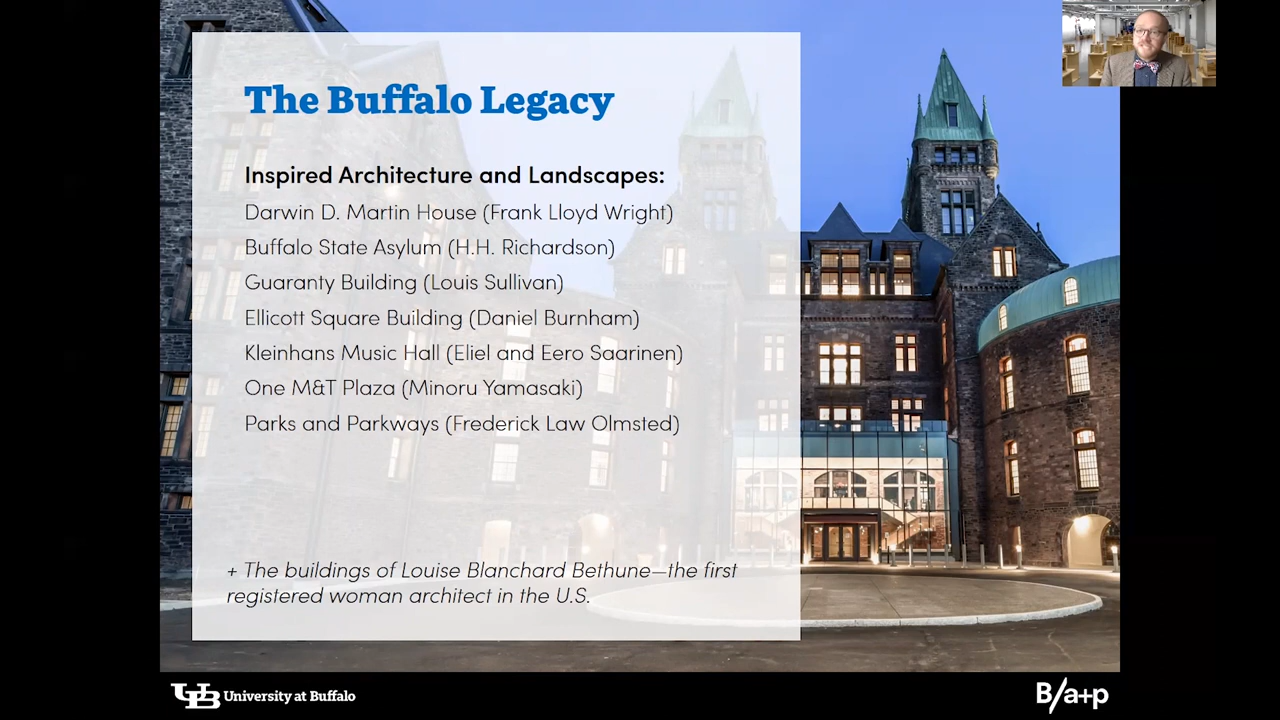 The Buffalo Legacy
Inspired Architecture and Landscapes:
Darwin D. Martin House (Frank Lloyd Wright)
Buffalo State Asylum (H.H. Richardson)
Guaranty Building (Louis Sullivan)
Ellicott Square Building (Daniel Burnham)
Kleinhans Music Hall (Eliel and Eero Saarinen)
One M&T Plaza (Minoru Yamasaki)
Parks and Parkways (Frederick Law Olmsted)
+ The buildings of Louise Blanchard Bethune—the first
registered woman architect in the U.S.
UB University at Buffalo
B/a+p